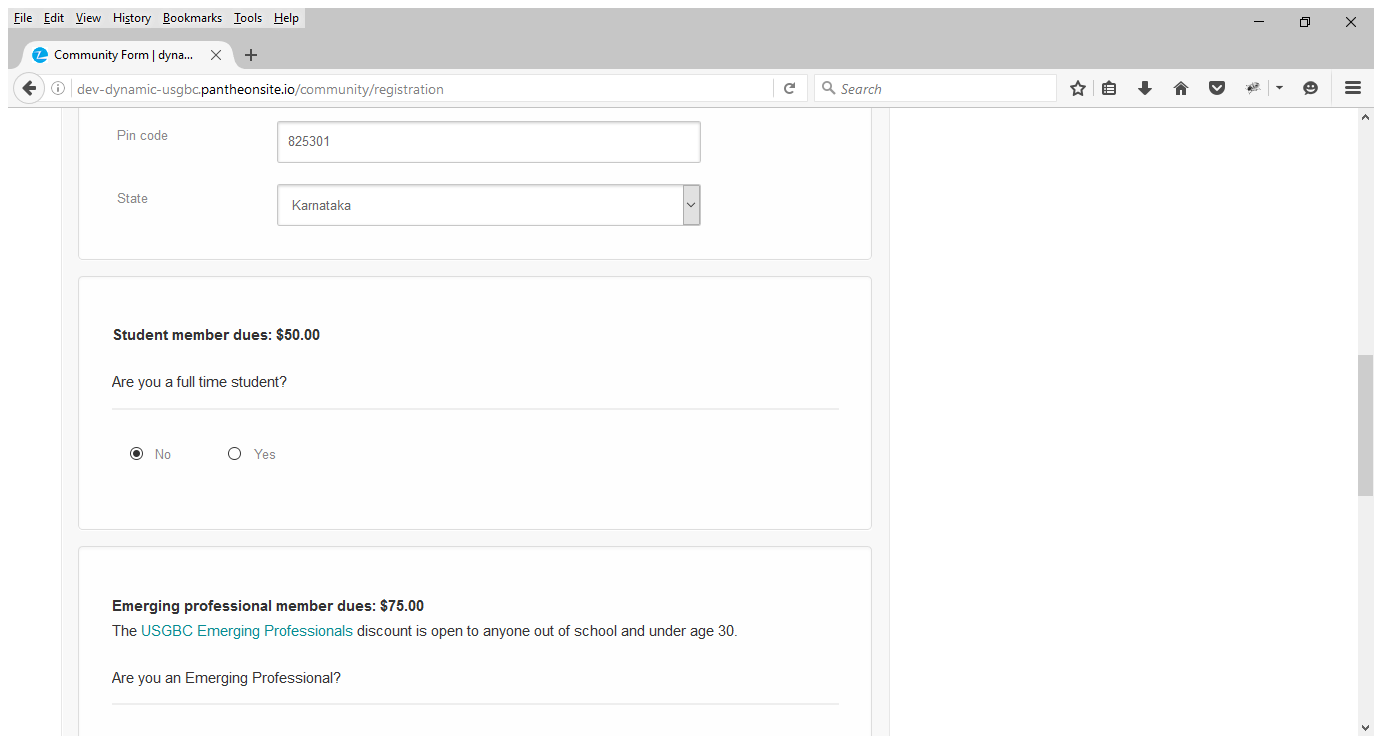 File Edit View History Bookmarks Tools Help
Community Form | dyna...
dev-dynamic-usgbc.pantheonsite.io/community/registration
Search
Pin code
825301
State
Karnataka
Student member dues: $50.00
Are you a full time student?
No Yes
Emerging professional member dues: $75.00
The USGBC Emerging Professionals discount is open to anyone out of school and under age 30.
Are you an Emerging Professional?